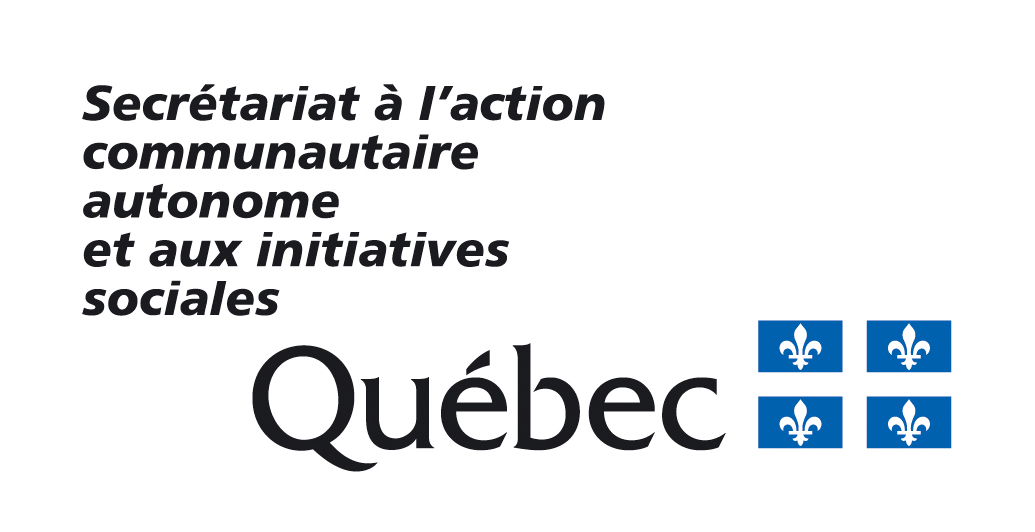 Secrétariat à l’action
communautaire
autonome
et aux initiatives
sociales
Québec